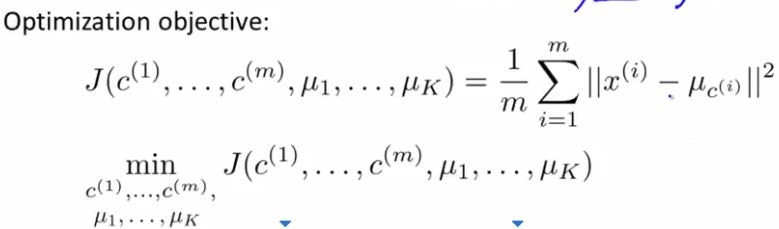 Optimization objective:
J(c^{(1)}, . . . , c^{(m)}, μ_1, . . . , μ_K) = \frac{1}{m} \sum_{i=1}^{m} ||x^{(i)} − μ_{c^{(i)}}||^2
\min_{c^{(1)},...,c^{(m)}, μ_1,...,μ_K} J(c^{(1)}, . . . , c^{(m)}, μ_1, . . . , μ_K)